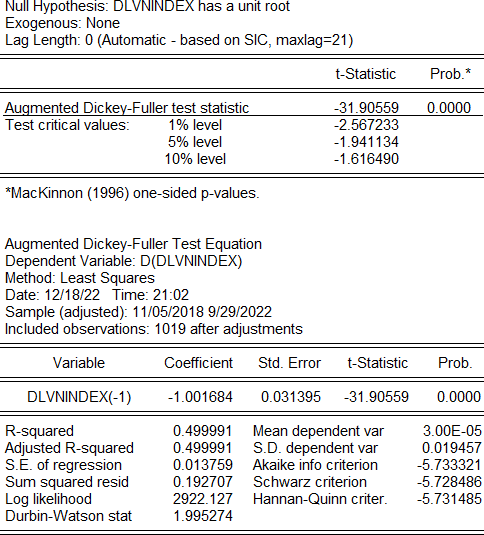 Null Hypothesis: DLVNINDEX has a unit root
Exogenous: None
Lag Length: 0 (Automatic - based on SIC, maxlag=21)
t-Statistic Prob.*
Augmented Dickey-Fuller test statistic -31.90559 0.0000
Test critical values: 1% level -2.567233
5% level -1.941134
10% level -1.616490
*MacKinnon (1996) one-sided p-values.
Augmented Dickey-Fuller Test Equation
Dependent Variable: D(DLVNINDEX)
Method: Least Squares
Date: 12/18/22 Time: 21:02
Sample (adjusted): 11/05/2018 9/29/2022
Included observations: 1019 after adjustments
Variable Coefficient Std. Error t-Statistic Prob.
DLVNINDEX(-1) -1.001684 0.031395 -31.90559 0.0000
R-squared 0.499991 Mean dependent var 3.00E-05
Adjusted R-squared 0.499991 S.D. dependent var 0.019457
S.E. of regression 0.013759 Akaike info criterion -5.733321
Sum squared resid 0.192707 Schwarz criterion -5.728486
Log likelihood 2922.127 Hannan-Quinn criter. -5.731485
Durbin-Watson stat 1.995274